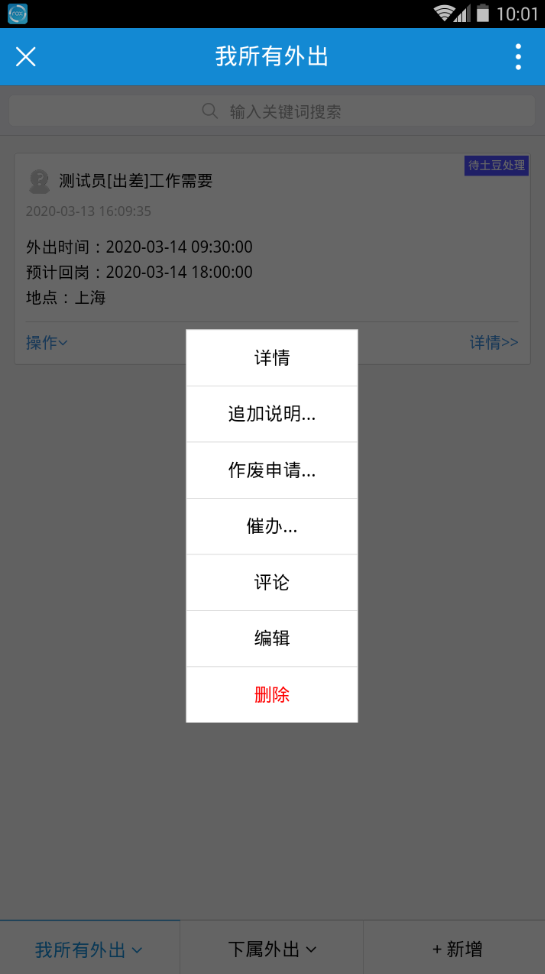 10:01
我所有外出
输入关键词搜索
待土豆处理
测试员[出差]工作需要
2020-03-13 16:09:35
外出时间：2020-03-14 09:30:00
预计回岗：2020-03-14 18:00:00
地点：上海
操作
详情>>
详情
追加说明...
作废申请...
催办...
评论
编辑
删除
我所有外出
下属外出
+ 新增